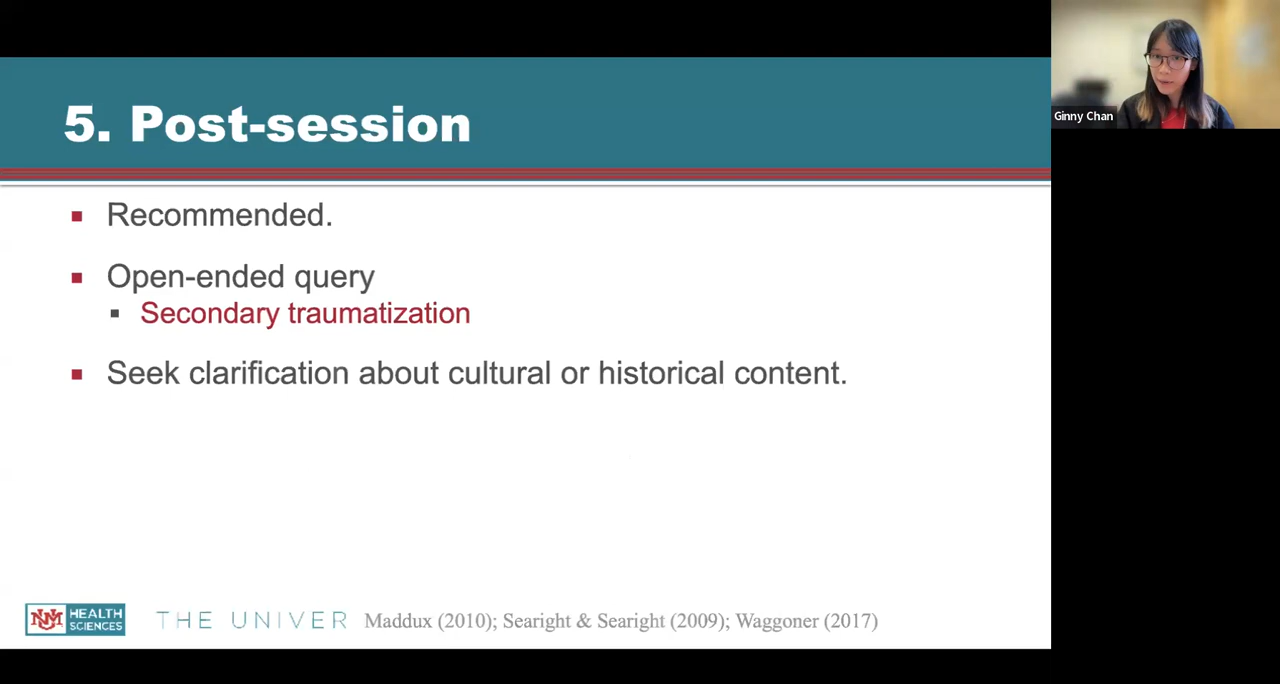 5. Post-session
Ginny Chan
Recommended.
Open-ended query
Secondary traumatization
Seek clarification about cultural or historical content.
UNM HEALTH SCIENCES
THE UNIVER
Maddux (2010); Searight & Searight (2009); Waggoner (2017)